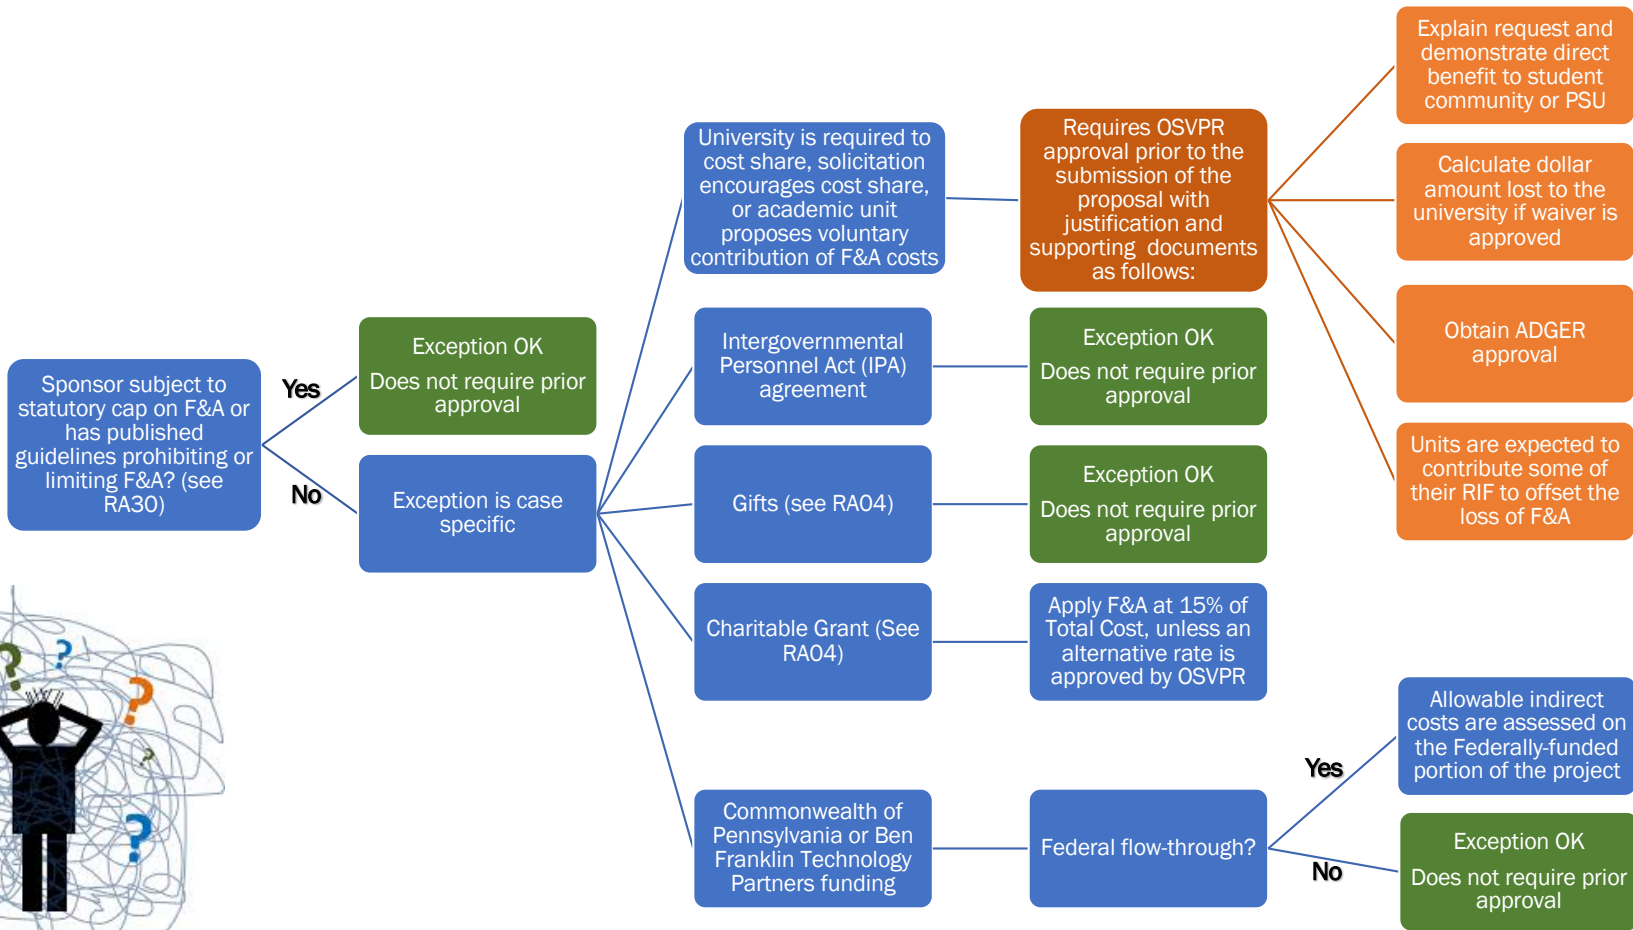 Sponsor subject to
statutory cap on F&A or
has published
guidelines prohibiting or
limiting F&A? (see
RA30)
Yes
No
Exception OK
Does not require prior
approval
Exception is case
specific
University is required to
cost share, solicitation
encourages cost share,
or academic unit
proposes voluntary
contribution of F&A costs
Requires OSVPR
approval prior to the
submission of the
proposal with
justification and
supporting documents
as follows:
Explain request and
demonstrate direct
benefit to student
community or PSU
Calculate dollar
amount lost to the
university if waiver is
approved
Obtain ADGER
approval
Units are expected to
contribute some of
their RIF to offset the
loss of F&A
Intergovernmental
Personnel Act (IPA)
agreement
Exception OK
Does not require prior
approval
Gifts (see RA04)
Exception OK
Does not require prior
approval
Charitable Grant (See
RA04)
Apply F&A at 15% of
Total Cost, unless an
alternative rate is
approved by OSVPR
Commonwealth of
Pennsylvania or Ben
Franklin Technology
Partners funding
Federal flow-through?
Yes
No
Allowable indirect
costs are assessed on
the Federally-funded
portion of the project
Exception OK
Does not require prior
approval
?
?
?
?
?